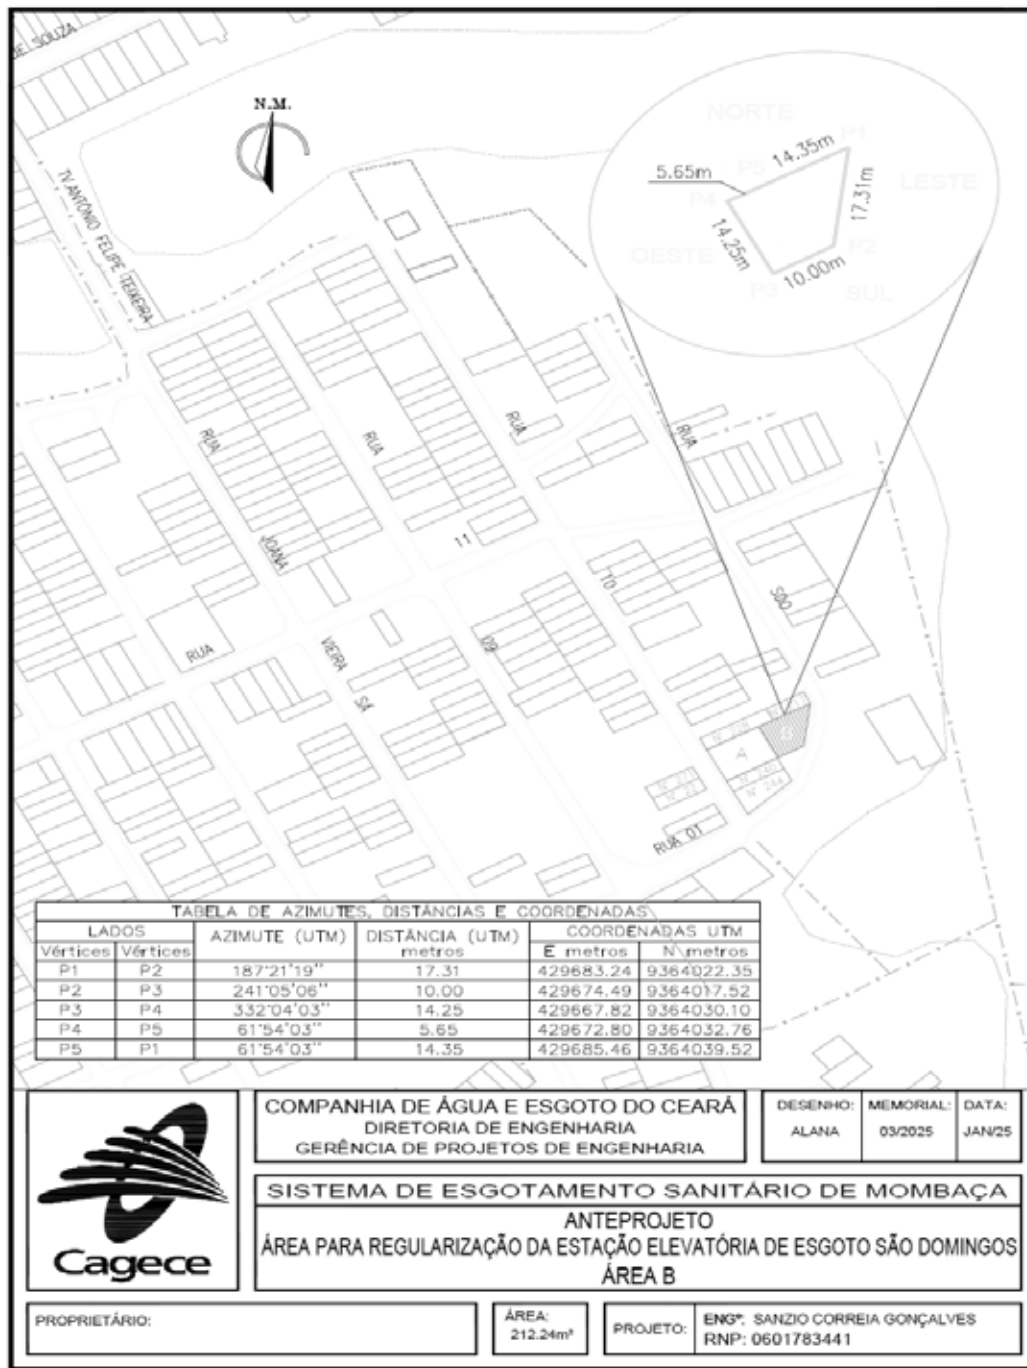 DE SOUZA
N.M.
TV.ANTÔNIO FELIPE TEIXEIRA
NORTE
P1
14.35m
P5
5.65m
P4
LESTE
17.31m
14.25m
OESTE
P2
10.00m
P3
SUL
RUA
RUA
RUA
RUA
11
JOANA
10
SDO
RUA
VIEIRA
09
SÁ
B
A
Nº 240
Nº 244
RUA 01
TABELA DE AZIMUTES, DISTÂNCIAS E COORDENADAS
LADOS AZIMUTE (UTM) DISTÂNCIA (UTM) COORDENADAS UTM
Vértices Vértices metros E metros N metros
P1 P2 187°21'19'' 17.31 429683.24 9364022.35
P2 P3 241°05'06'' 10.00 429674.49 9364017.52
P3 P4 332°04'03'' 14.25 429667.82 9364030.10
P4 P5 61°54'03'' 5.65 429672.80 9364032.76
P5 P1 61°54'03'' 14.35 429685.46 9364039.52
Cagece
COMPANHIA DE ÁGUA E ESGOTO DO CEARÁ
DIRETORIA DE ENGENHARIA
GERÊNCIA DE PROJETOS DE ENGENHARIA
DESENHO: MEMORIAL: DATA:
ALANA 03/2025 JAN/25
SISTEMA DE ESGOTAMENTO SANITÁRIO DE MOMBAÇA
ANTEPROJETO
ÁREA PARA REGULARIZAÇÃO DA ESTAÇÃO ELEVATÓRIA DE ESGOTO SÃO DOMINGOS
ÁREA B
PROPRIETÁRIO:
ÁREA:
212.24m²
PROJETO:
ENGº: SANZIO CORREIA GONÇALVES
RNP: 0601783441